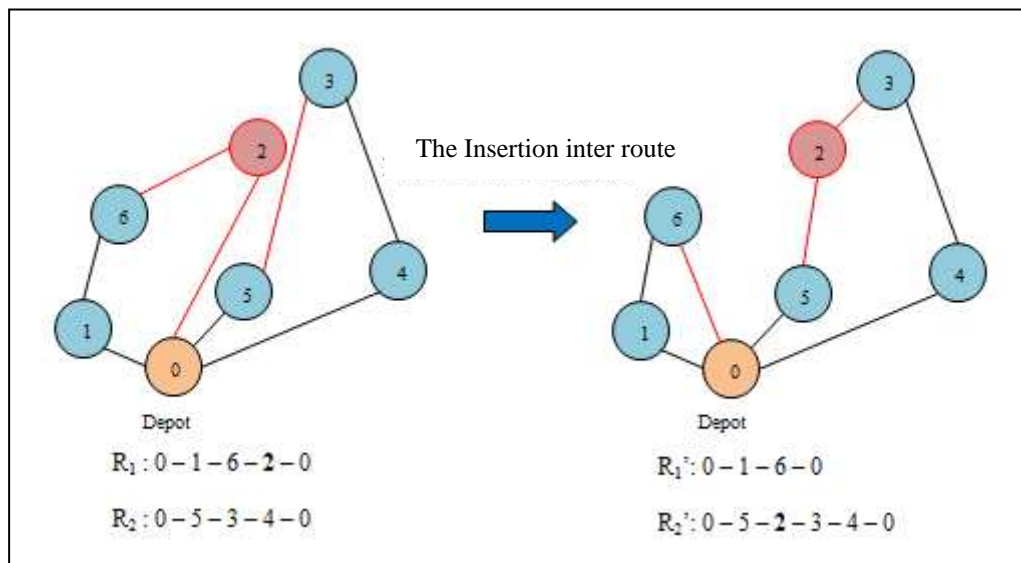 3
3
2
2
The Insertion inter route
6
6
4
4
5
5
1
1
0
0
Depot
Depot
R₁ : 0 – 1 – 6 – 2 – 0
R₁’: 0 – 1 – 6 – 0
R₂ : 0 – 5 – 3 – 4 – 0
R₂’: 0 – 5 – 2 – 3 – 4 – 0